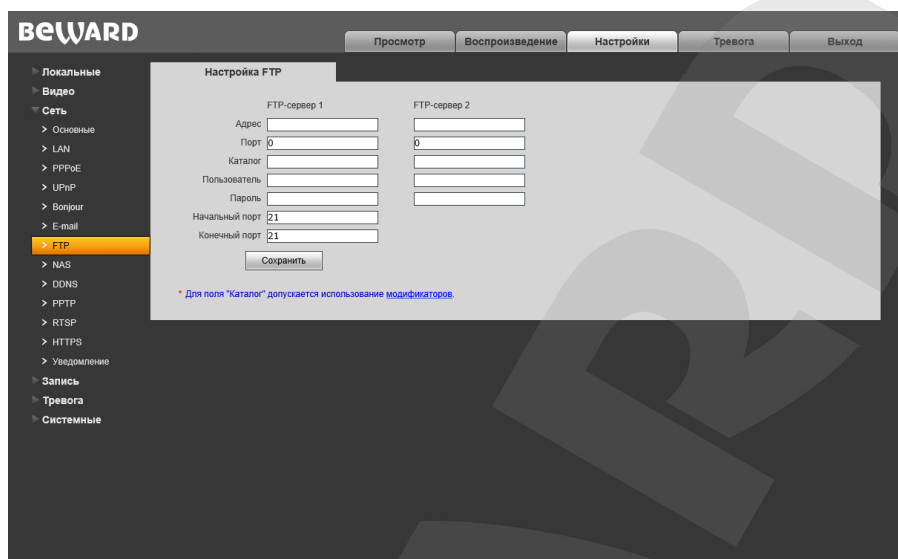 BEWARD
Просмотр Воспроизведение Настройки Тревога Выход
Локальные
Видео
Сеть
Основные
LAN
PPPoE
UPnP
Bonjour
E-mail
FTP
NAS
DDNS
PPTP
RTSP
HTTPS
Уведомление
Запись
Тревога
Системные
Настройка FTP
FTP-сервер 1 FTP-сервер 2
Адрес
Порт 0 0
Каталог
Пользователь
Пароль
Начальный порт 21
Конечный порт 21
Сохранить
* Для поля "Каталог" допускается использование модификаторов.